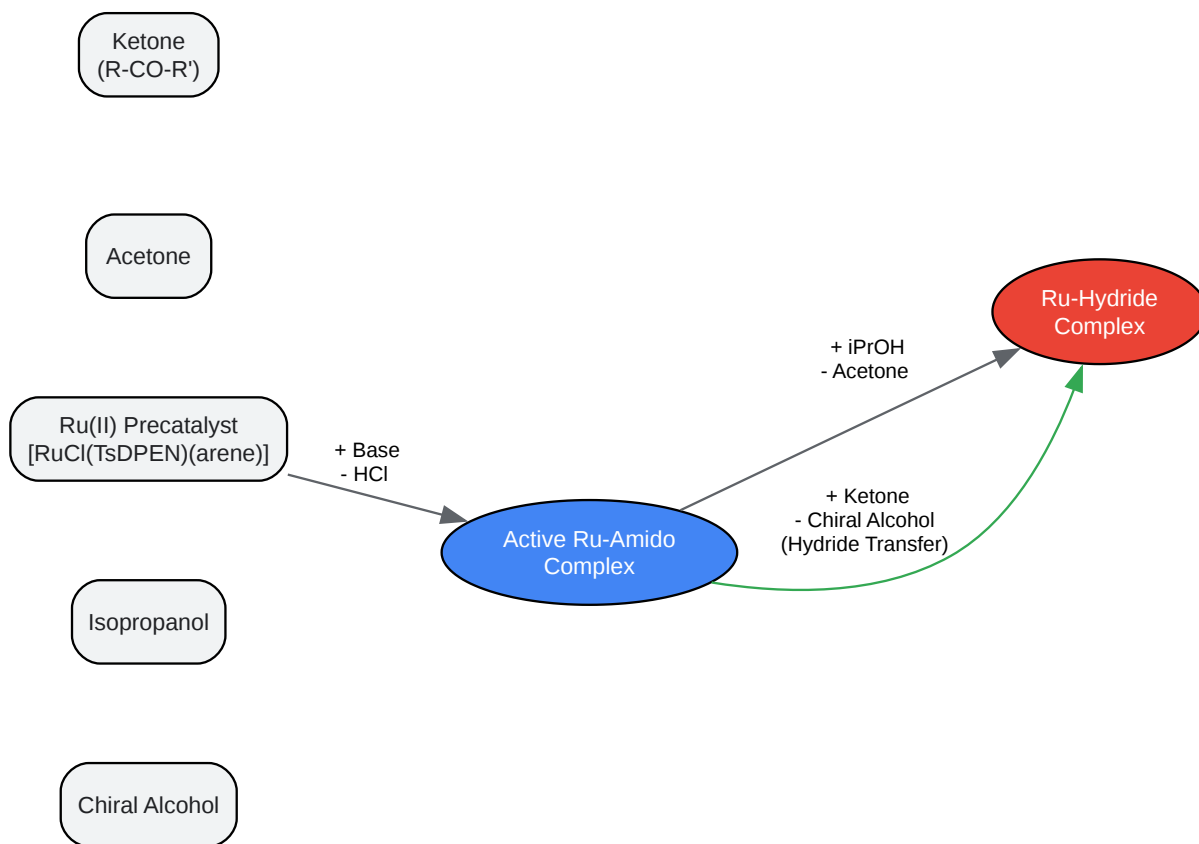 Ketone
(R-CO-R')
Acetone
Ru-Hydride
Complex
+ iPrOH
- Acetone
Ru(II) Precatalyst
[RuCl(TsDPEN)(arene)]
+ Base
- HCl
+ Ketone
- Chiral Alcohol
(Hydride Transfer)
Active Ru-Amido
Complex
Isopropanol
Chiral Alcohol